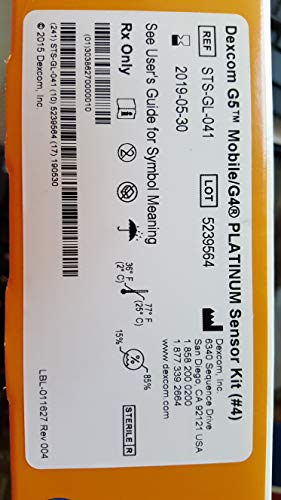 Dexcom G5™ Mobile/G4® PLATINUM Sensor Kit (#4)
REF STS-GL-041
LOT 5239564
2019-05-30
Dexcom, Inc.
6340 Sequence Drive
San Diego, CA 92121 USA
1.858.200.0200
1.877.339.2664
dexcom.com
See User's Guide for Symbol Meaning
Rx Only
2
36° F
(2° C)
77° F
(25° C)
15%
85%
STERILE R
(01)00386270000010
(241) STS-GL-041 (10) 5239564 (17) 190530
© 2015 Dexcom, Inc.
LBL-011627 Rev 004